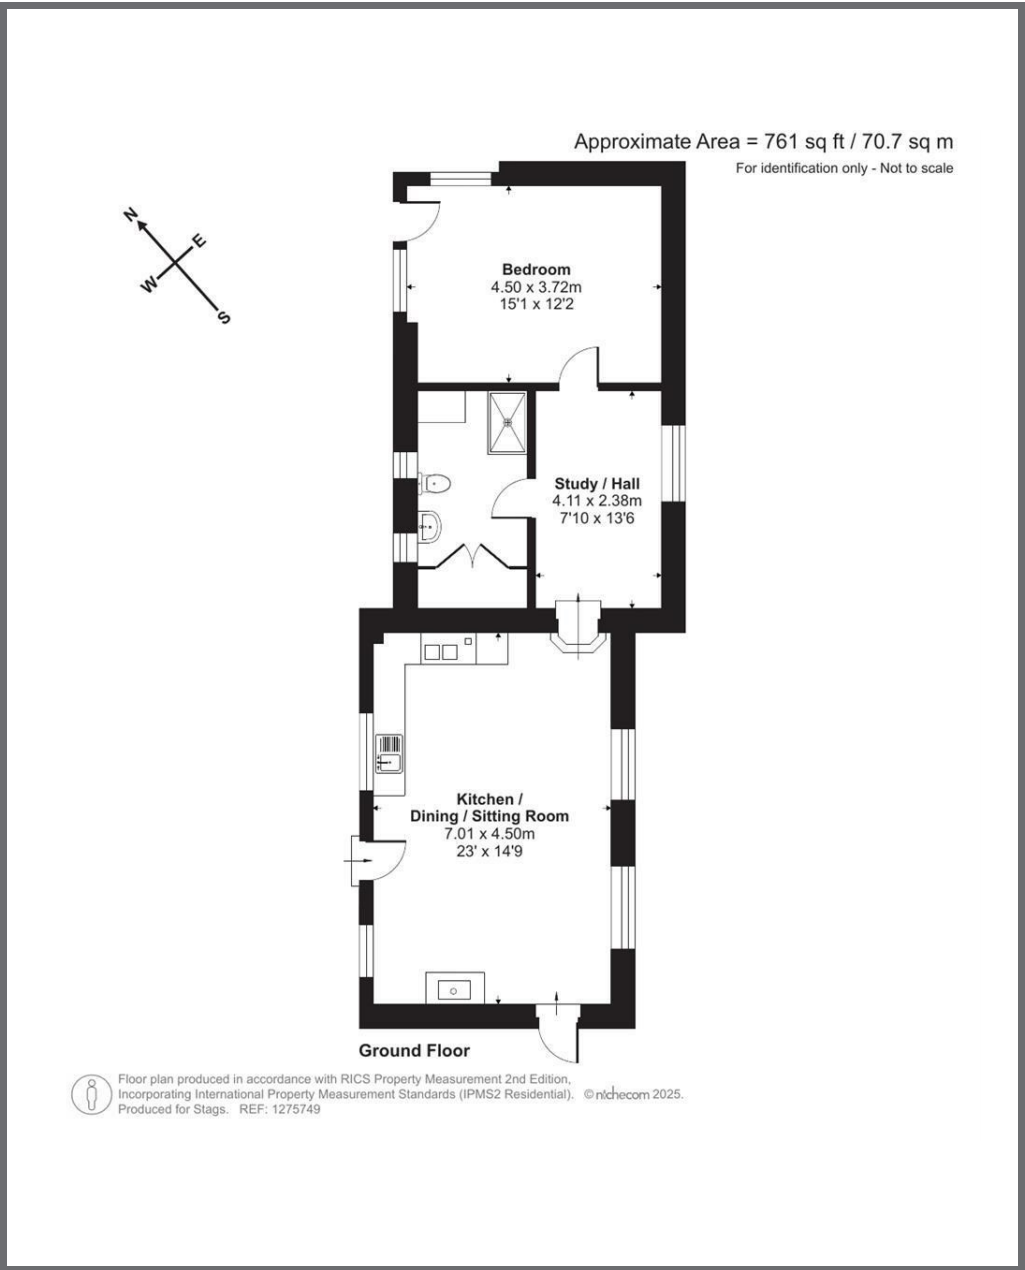 Approximate Area = 761 sq ft / 70.7 sq m
For identification only - Not to scale
N
E
W
S
Bedroom
4.50 x 3.72m
15'1 x 12'2
Study / Hall
4.11 x 2.38m
7'10 x 13'6
Kitchen /
Dining / Sitting Room
7.01 x 4.50m
23' x 14'9
Ground Floor
Floor plan produced in accordance with RICS Property Measurement 2nd Edition,
Incorporating International Property Measurement Standards (IPMS2 Residential). © nichecom 2025.
Produced for Stags. REF: 1275749